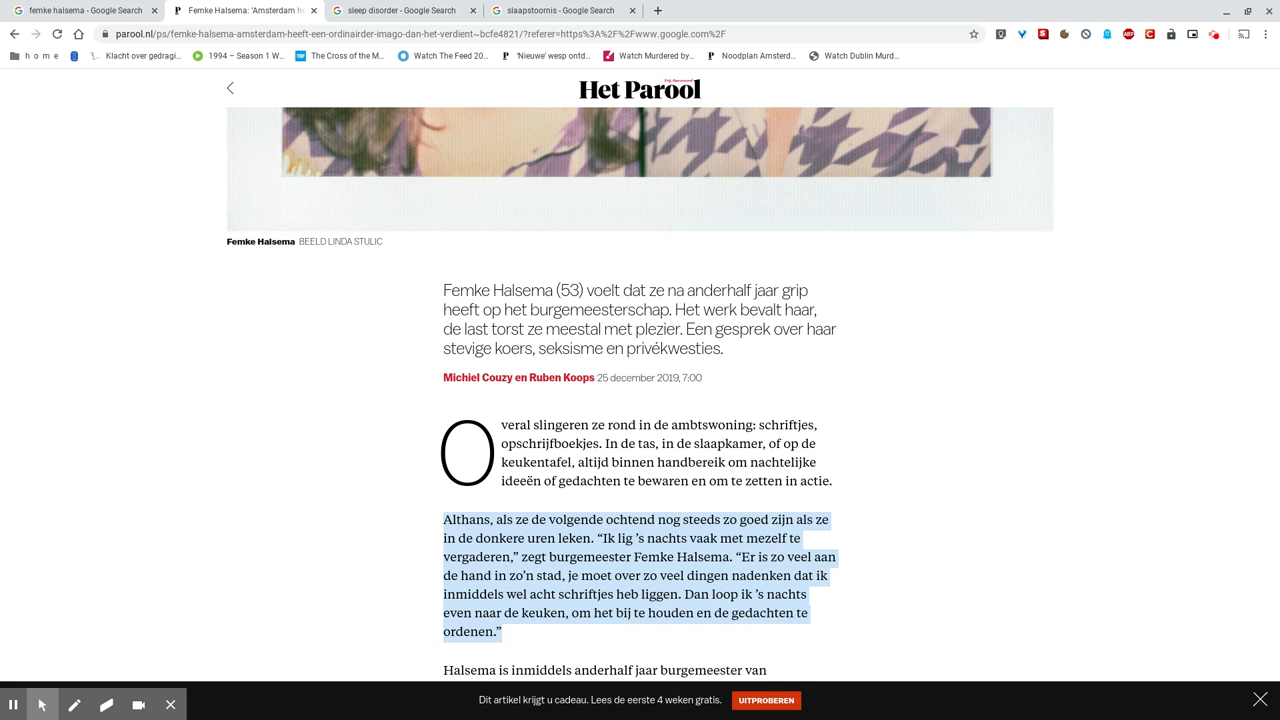 femke halsema - Google Search
Femke Halsema: 'Amsterdam he
sleep disorder - Google Search
slaapstoornis - Google Search
parool.nl/ps/femke-halsema-amsterdam-heeft-een-ordinairder-imago-dan-het-verdient~bcfe4821/?referer=https%3A%2F%2Fwww.google.com%2F
h o m e
Klacht over gedragi...
1994 – Season 1 W...
The Cross of the M...
Watch The Feed 20...
'Nieuwe' wesp ontd...
Watch Murdered by...
Noodplan Amsterd...
Watch Dublin Murd...
Het Parool
Femke Halsema BEELD LINDA STULIC
Femke Halsema (53) voelt dat ze na anderhalf jaar grip
heeft op het burgemeesterschap. Het werk bevalt haar,
de last torst ze meestal met plezier. Een gesprek over haar
stevige koers, seksisme en privékwesties.
Michiel Couzy en Ruben Koops 25 december 2019, 7:00
Overal slingeren ze rond in de ambtswoning: schriftjes,
opschrijfboekjes. In de tas, in de slaapkamer, of op de
keukentafel, altijd binnen handbereik om nachtelijke
ideeën of gedachten te bewaren en om te zetten in actie.
Althans, als ze de volgende ochtend nog steeds zo goed zijn als ze
in de donkere uren leken. “Ik lig ’s nachts vaak met mezelf te
vergaderen,” zegt burgemeester Femke Halsema. “Er is zo veel aan
de hand in zo’n stad, je moet over zo veel dingen nadenken dat ik
inmiddels wel acht schriftjes heb liggen. Dan loop ik ’s nachts
even naar de keuken, om het bij te houden en de gedachten te
ordenen.”
Halsema is inmiddels anderhalf jaar burgemeester van
Dit artikel krijgt u cadeau. Lees de eerste 4 weken gratis.
UITPROBEREN